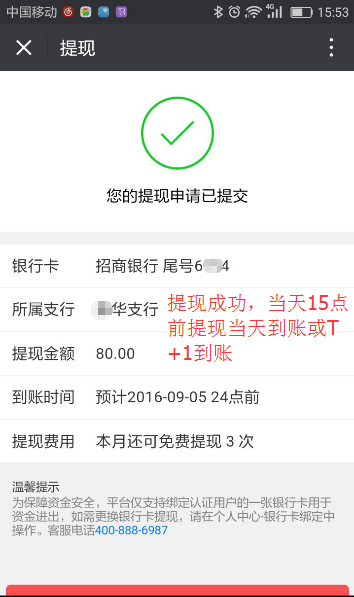 中国移动 4G 15:53
提现
您的提现申请已提交
银行卡 招商银行 尾号6 4
所属支行 华支行
提现成功，当天15点
前提现当天到账或T
+1到账
提现金额 80.00
到账时间 预计2016-09-05 24点前
提现费用 本月还可免费提现 3 次
温馨提示
为保障资金安全，平台仅支持绑定认证用户的一张银行卡用于
资金进出，如需更换银行卡提现，请在个人中心-银行卡绑定中
操作。客服电话400-888-6987